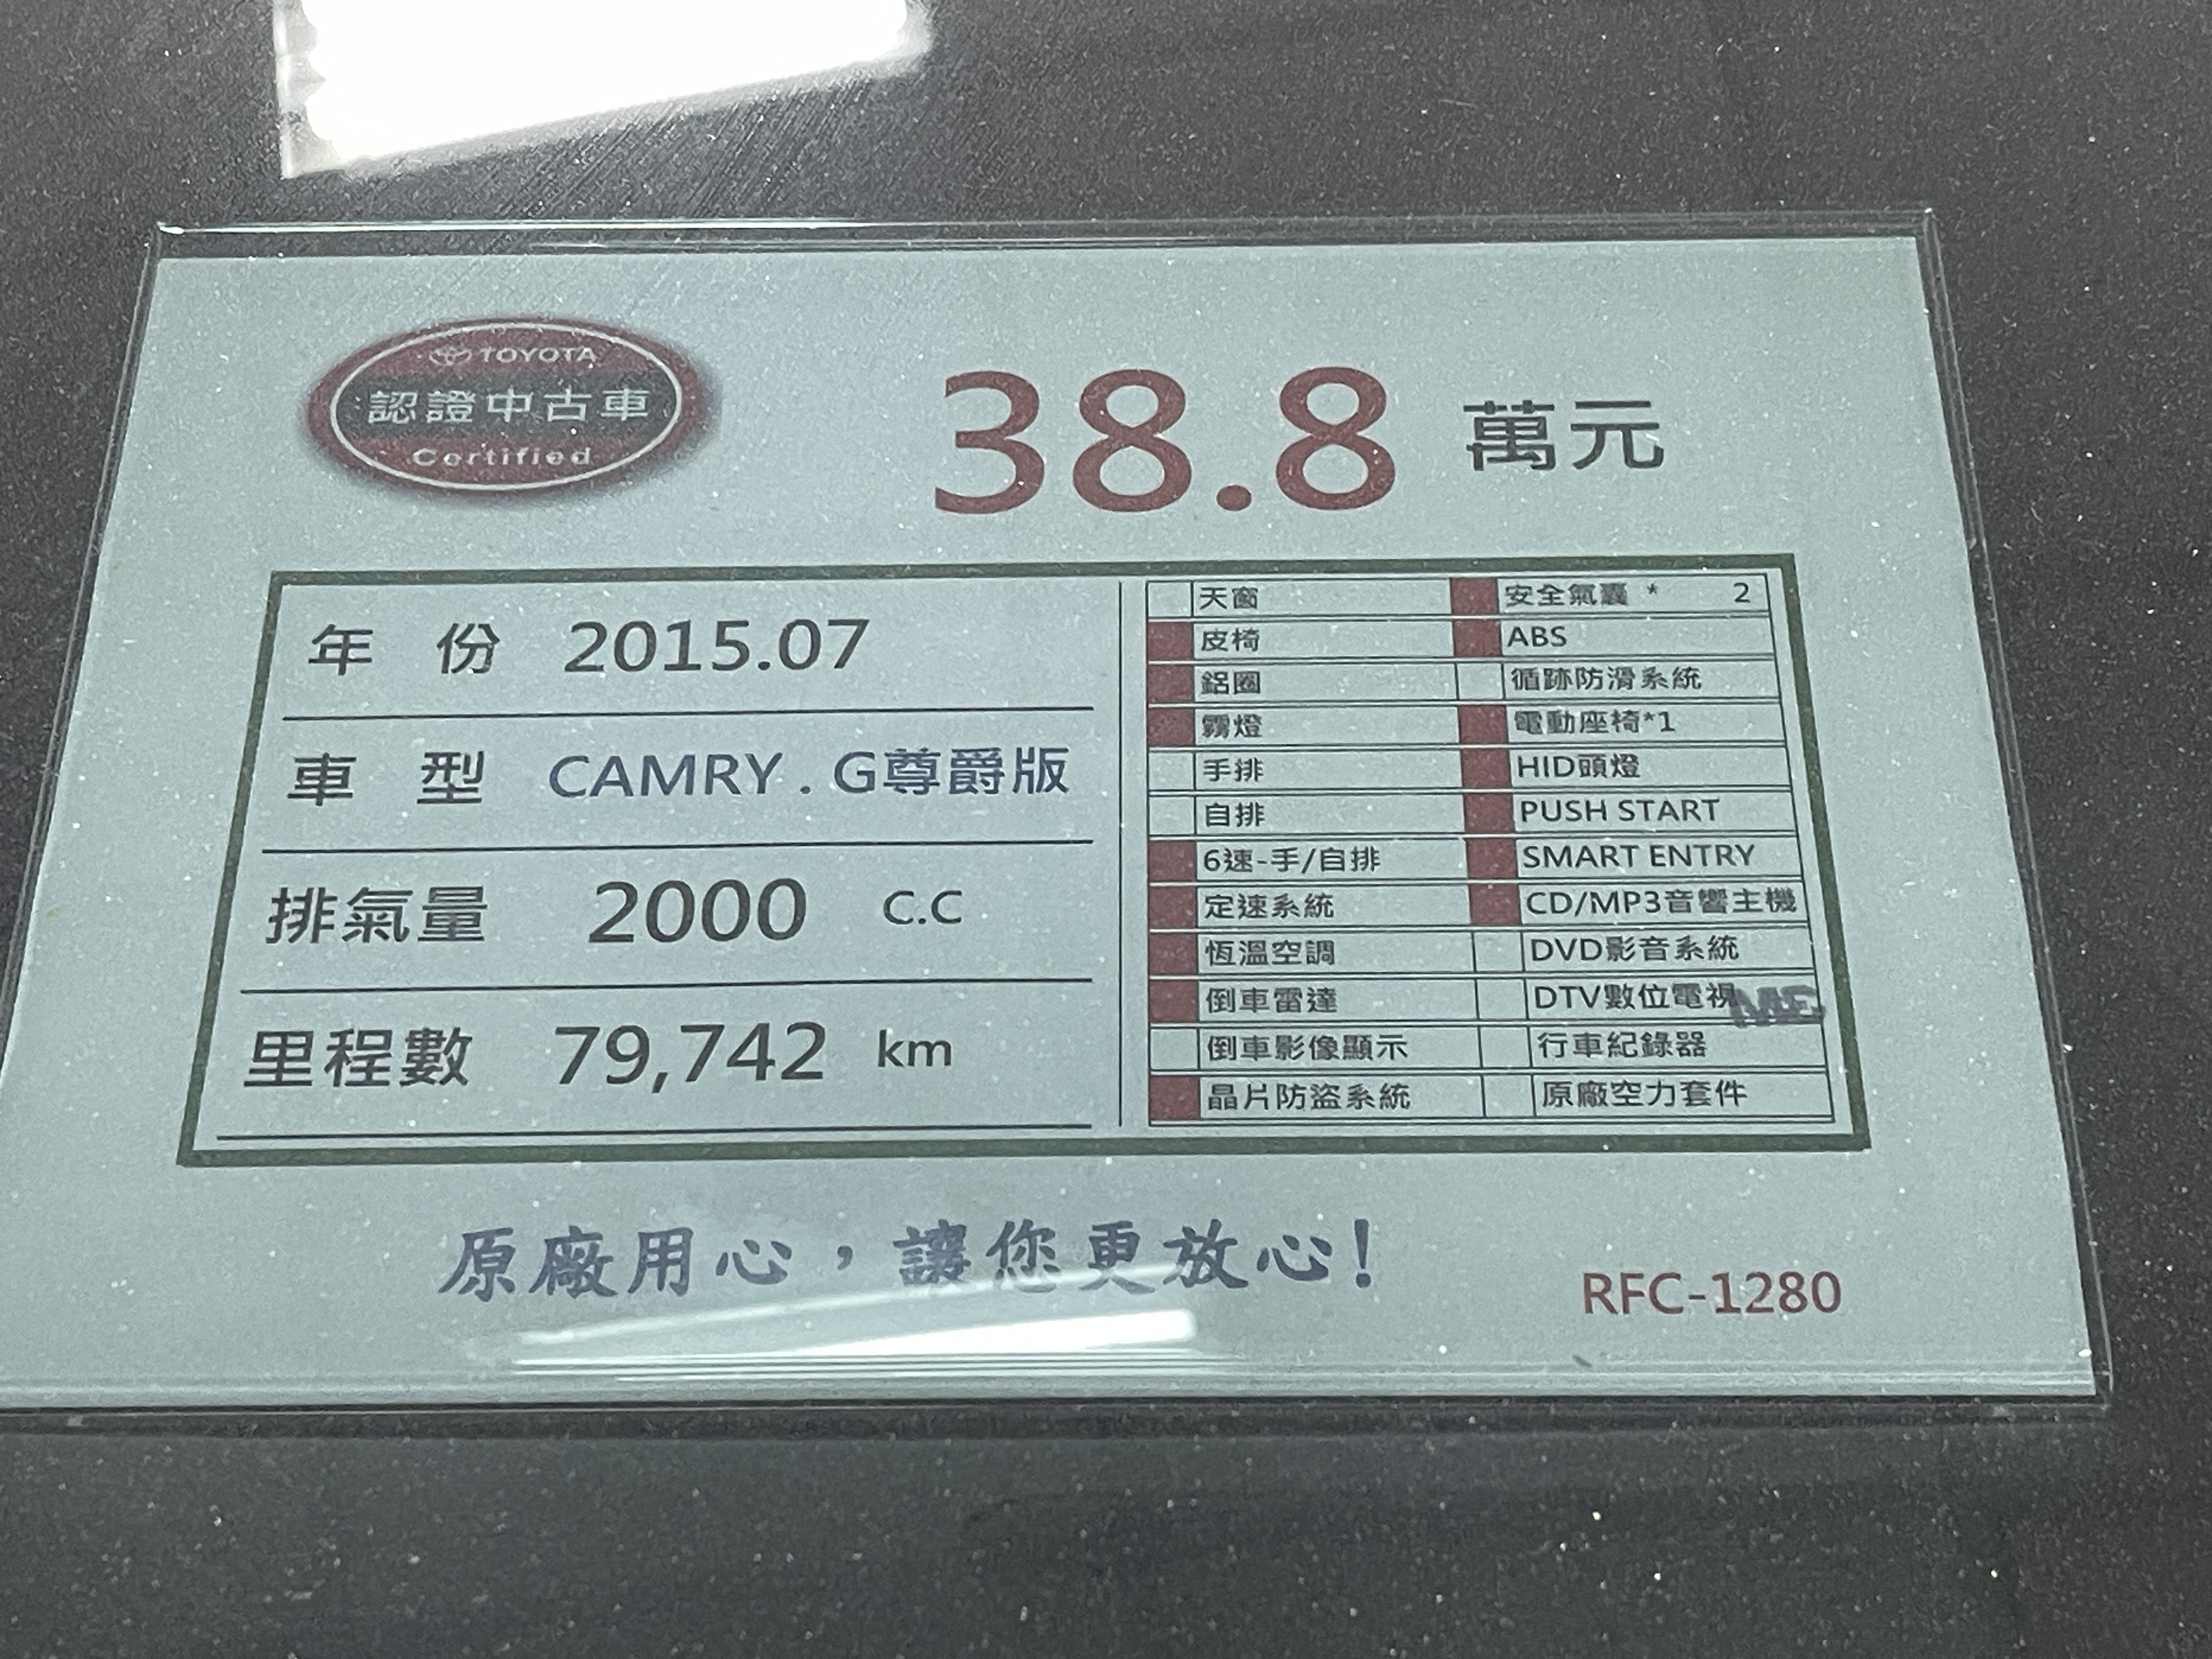 TOYOTA
認證中古車
Certified
38.8 萬元
年份 2015.07
車型 CAMRY . G尊爵版
排氣量 2000 C.C
里程數 79,742 km
天窗
皮椅
鋁圈
霧燈
手排
自排
6速-手/自排
定速系統
恆溫空調
倒車雷達
倒車影像顯示
晶片防盜系統
安全氣囊 * 2
ABS
循跡防滑系統
電動座椅*1
HID頭燈
PUSH START
SMART ENTRY
CD/MP3音響主機
DVD影音系統
DTV數位電視
行車紀錄器
原廠空力套件
原廠用心，讓您更放心!
RFC-1280